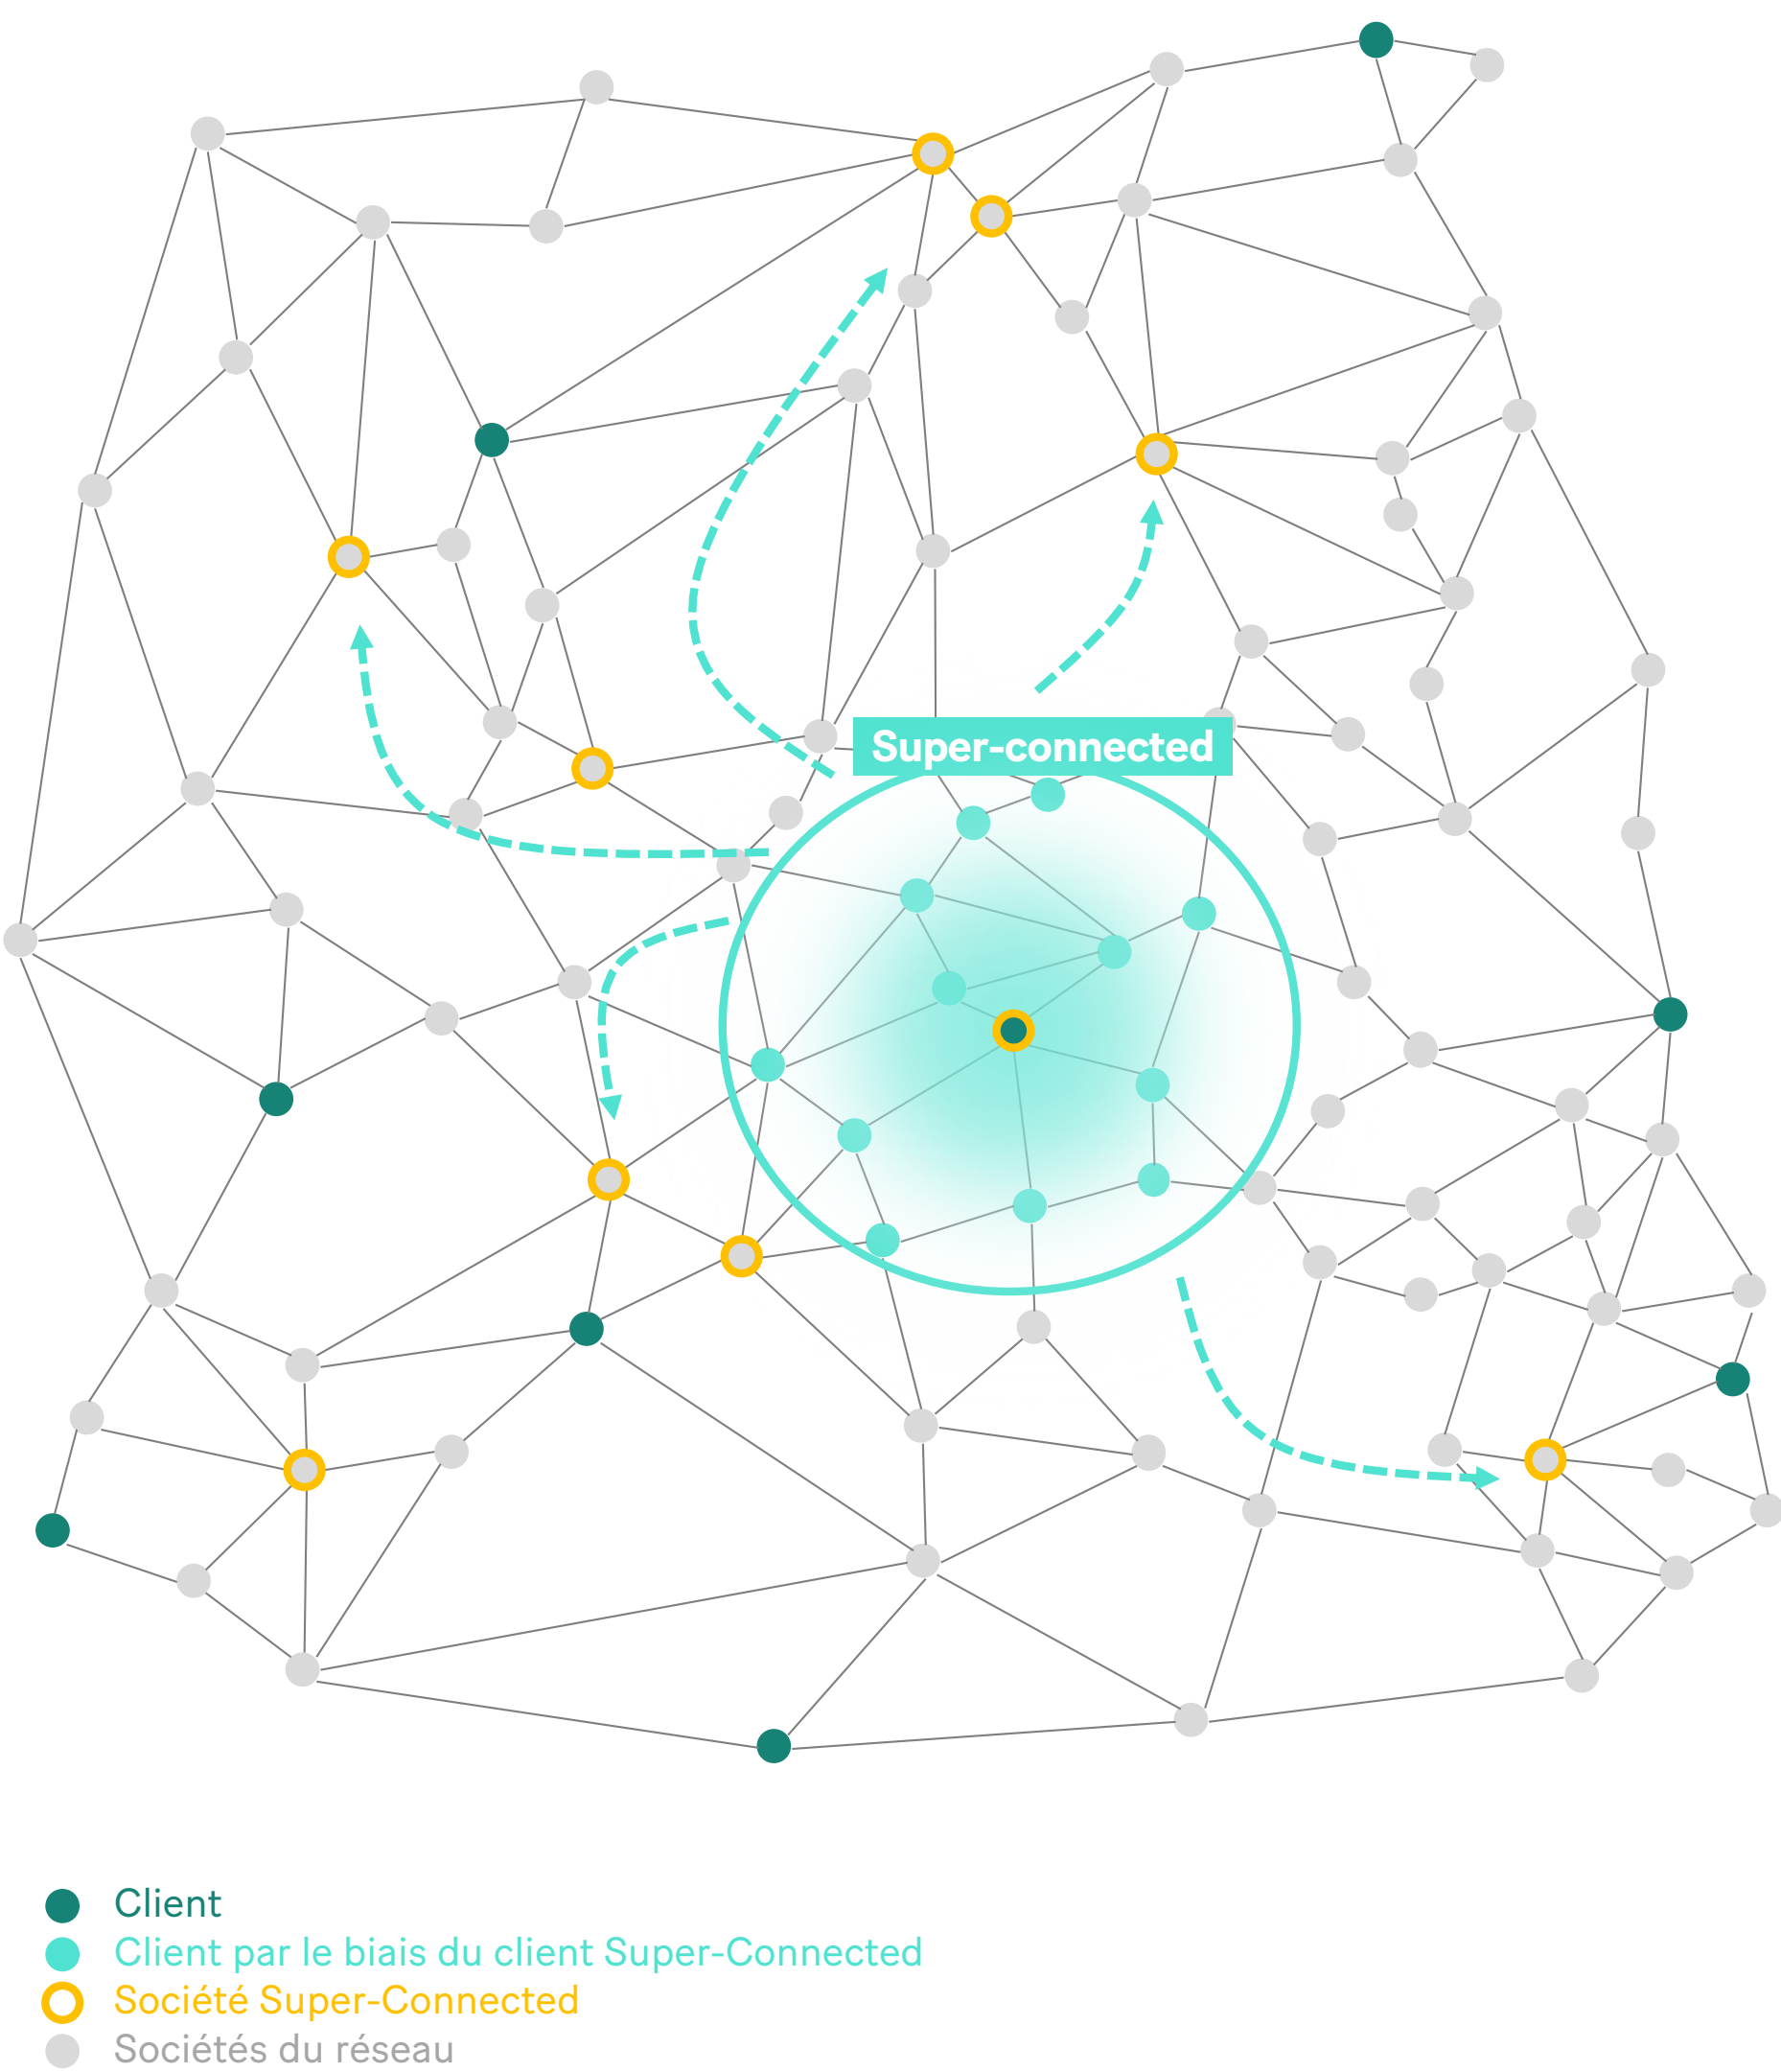 Super-connected
Client
Client par le biais du client Super-Connected
Société Super-Connected
Sociétés du réseau